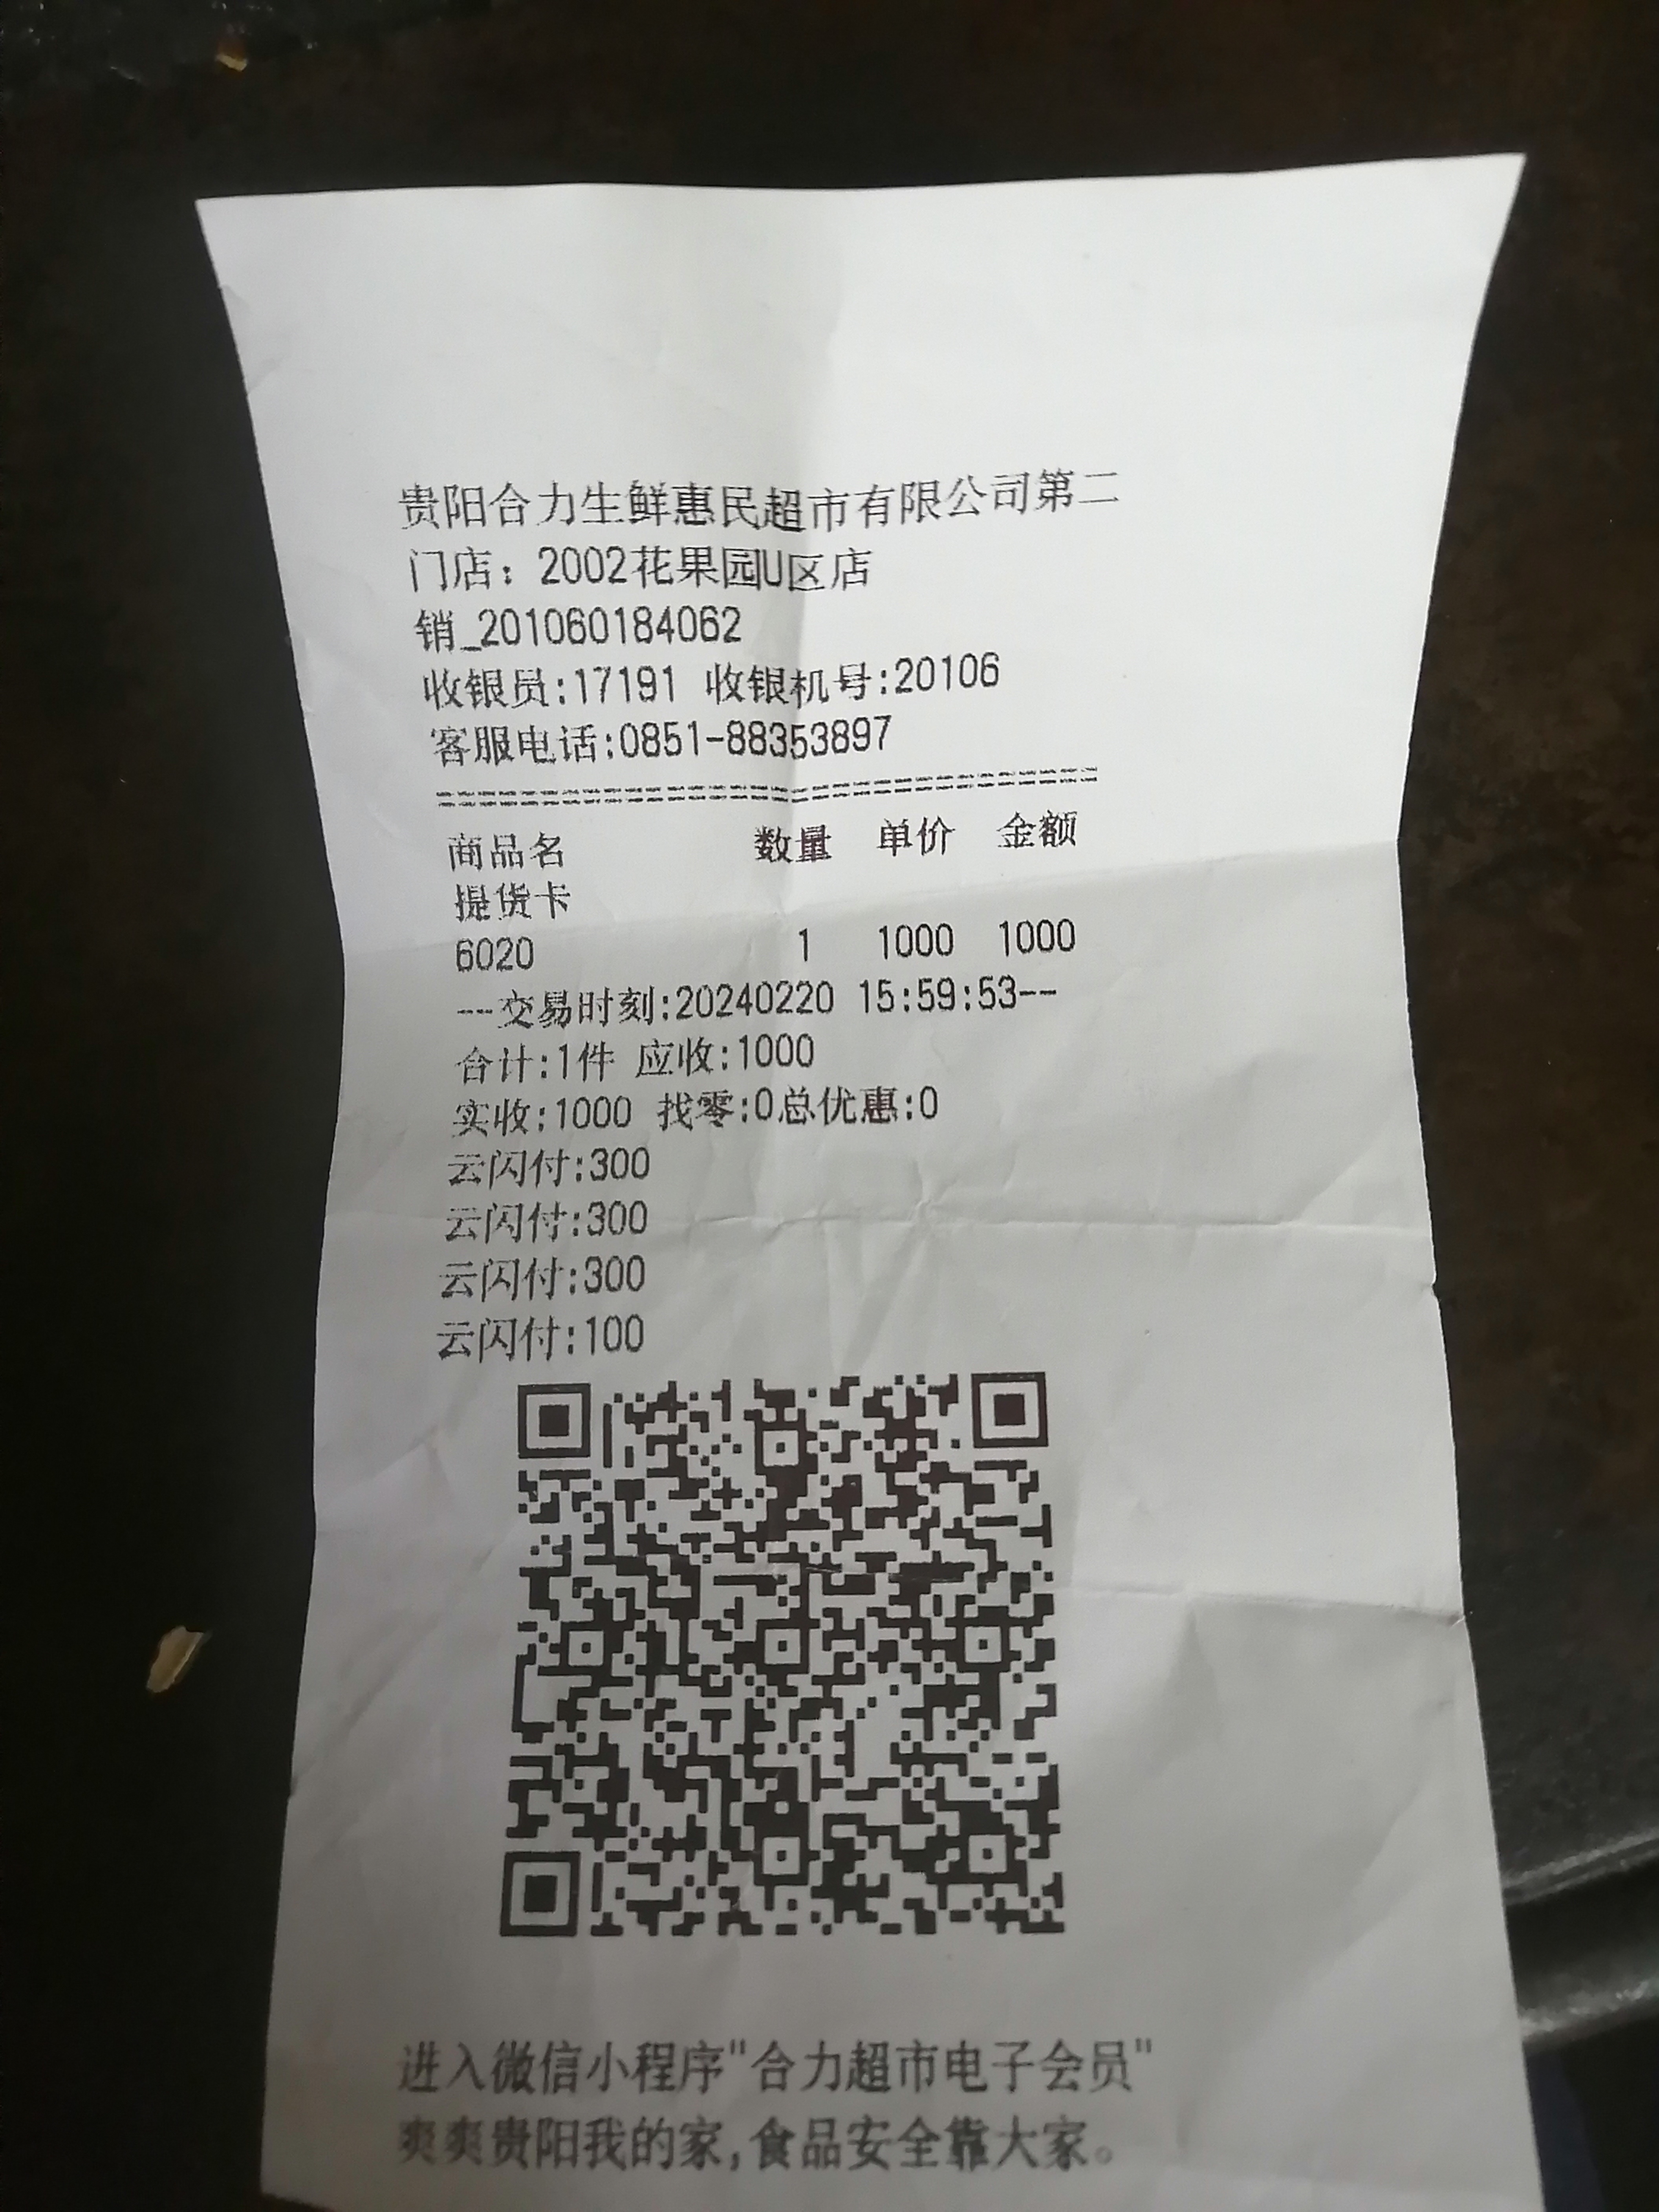 贵阳合力生鲜惠民超市有限公司第二
门店：2002花果园U区店
销_201060184062
收银员:17191 收银机号:20106
客服电话:0851-88353897
================================
商品名 数量 单价 金额
提货卡
6020 1 1000 1000
---交易时刻:20240220 15:59:53--
合计:1件 应收:1000
实收:1000 找零:0总优惠:0
云闪付:300
云闪付:300
云闪付:300
云闪付:100
进入微信小程序"合力超市电子会员"
爽爽贵阳我的家,食品安全靠大家。